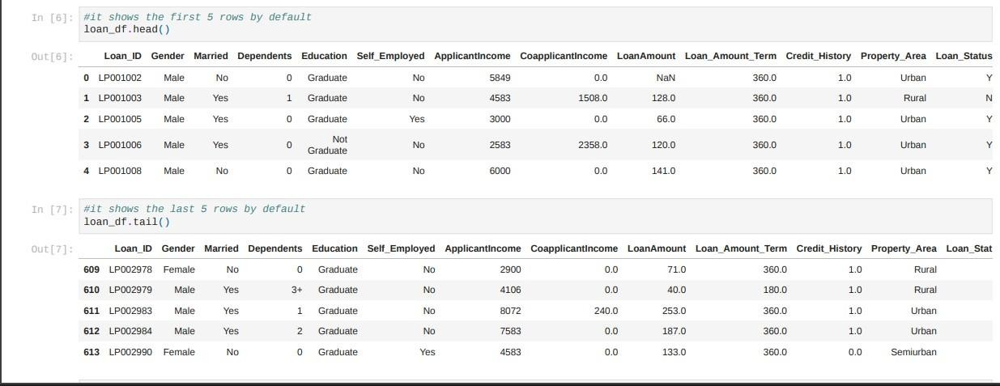 In [6]: #it shows the first 5 rows by default
loan_df.head()
Out[6]: Loan_ID Gender Married Dependents Education Self_Employed ApplicantIncome CoapplicantIncome LoanAmount Loan_Amount_Term Credit_History Property_Area Loan_Status
0 LP001002 Male No 0 Graduate No 5849 0.0 NaN 360.0 1.0 Urban Y
1 LP001003 Male Yes 1 Graduate No 4583 1508.0 128.0 360.0 1.0 Rural N
2 LP001005 Male Yes 0 Graduate Yes 3000 0.0 66.0 360.0 1.0 Urban Y
3 LP001006 Male Yes 0 Not Graduate No 2583 2358.0 120.0 360.0 1.0 Urban Y
4 LP001008 Male No 0 Graduate No 6000 0.0 141.0 360.0 1.0 Urban Y
In [7]: #it shows the last 5 rows by default
loan_df.tail()
Out[7]: Loan_ID Gender Married Dependents Education Self_Employed ApplicantIncome CoapplicantIncome LoanAmount Loan_Amount_Term Credit_History Property_Area Loan_Stat
609 LP002978 Female No 0 Graduate No 2900 0.0 71.0 360.0 1.0 Rural
610 LP002979 Male Yes 3+ Graduate No 4106 0.0 40.0 180.0 1.0 Rural
611 LP002983 Male Yes 1 Graduate No 8072 240.0 253.0 360.0 1.0 Urban
612 LP002984 Male Yes 2 Graduate No 7583 0.0 187.0 360.0 1.0 Urban
613 LP002990 Female No 0 Graduate Yes 4583 0.0 133.0 360.0 0.0 Semiurban